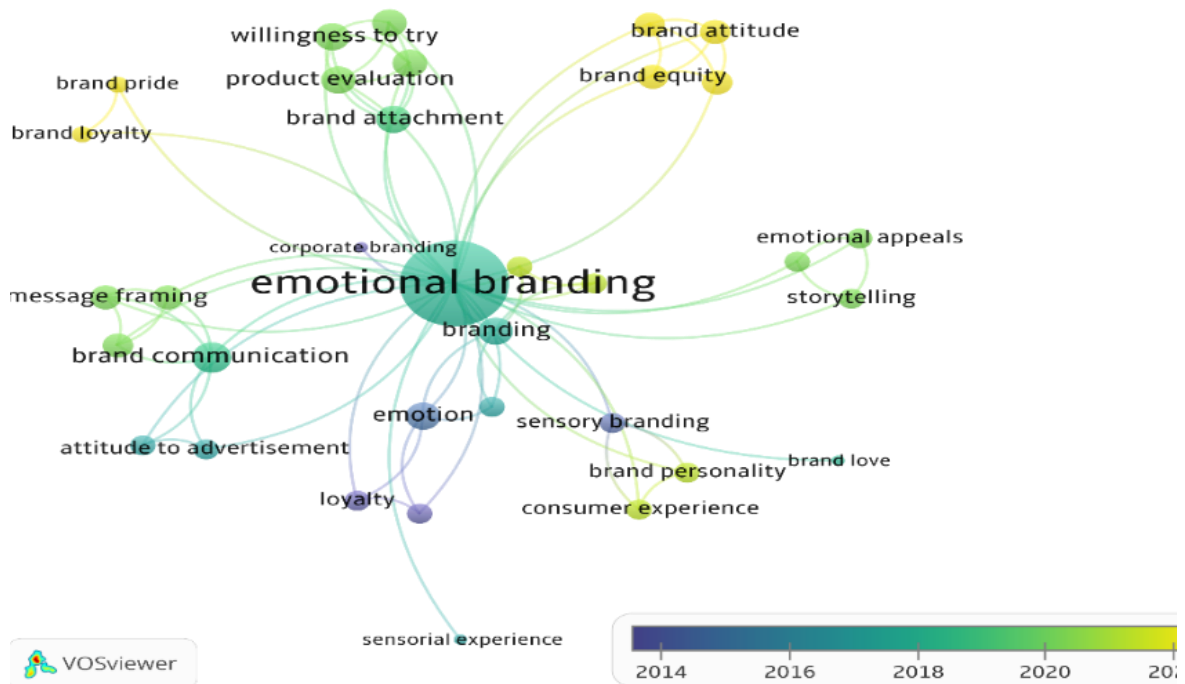 willingness to try
brand attitude
product evaluation
brand equity
brand pride
brand attachment
brand loyalty
emotional appeals
corporate branding
emotional branding
message framing
storytelling
branding
brand communication
emotion
sensory branding
attitude to advertisement
brand personality
brand love
loyalty
consumer experience
sensorial experience
VOSviewer
2014 2016 2018 2020